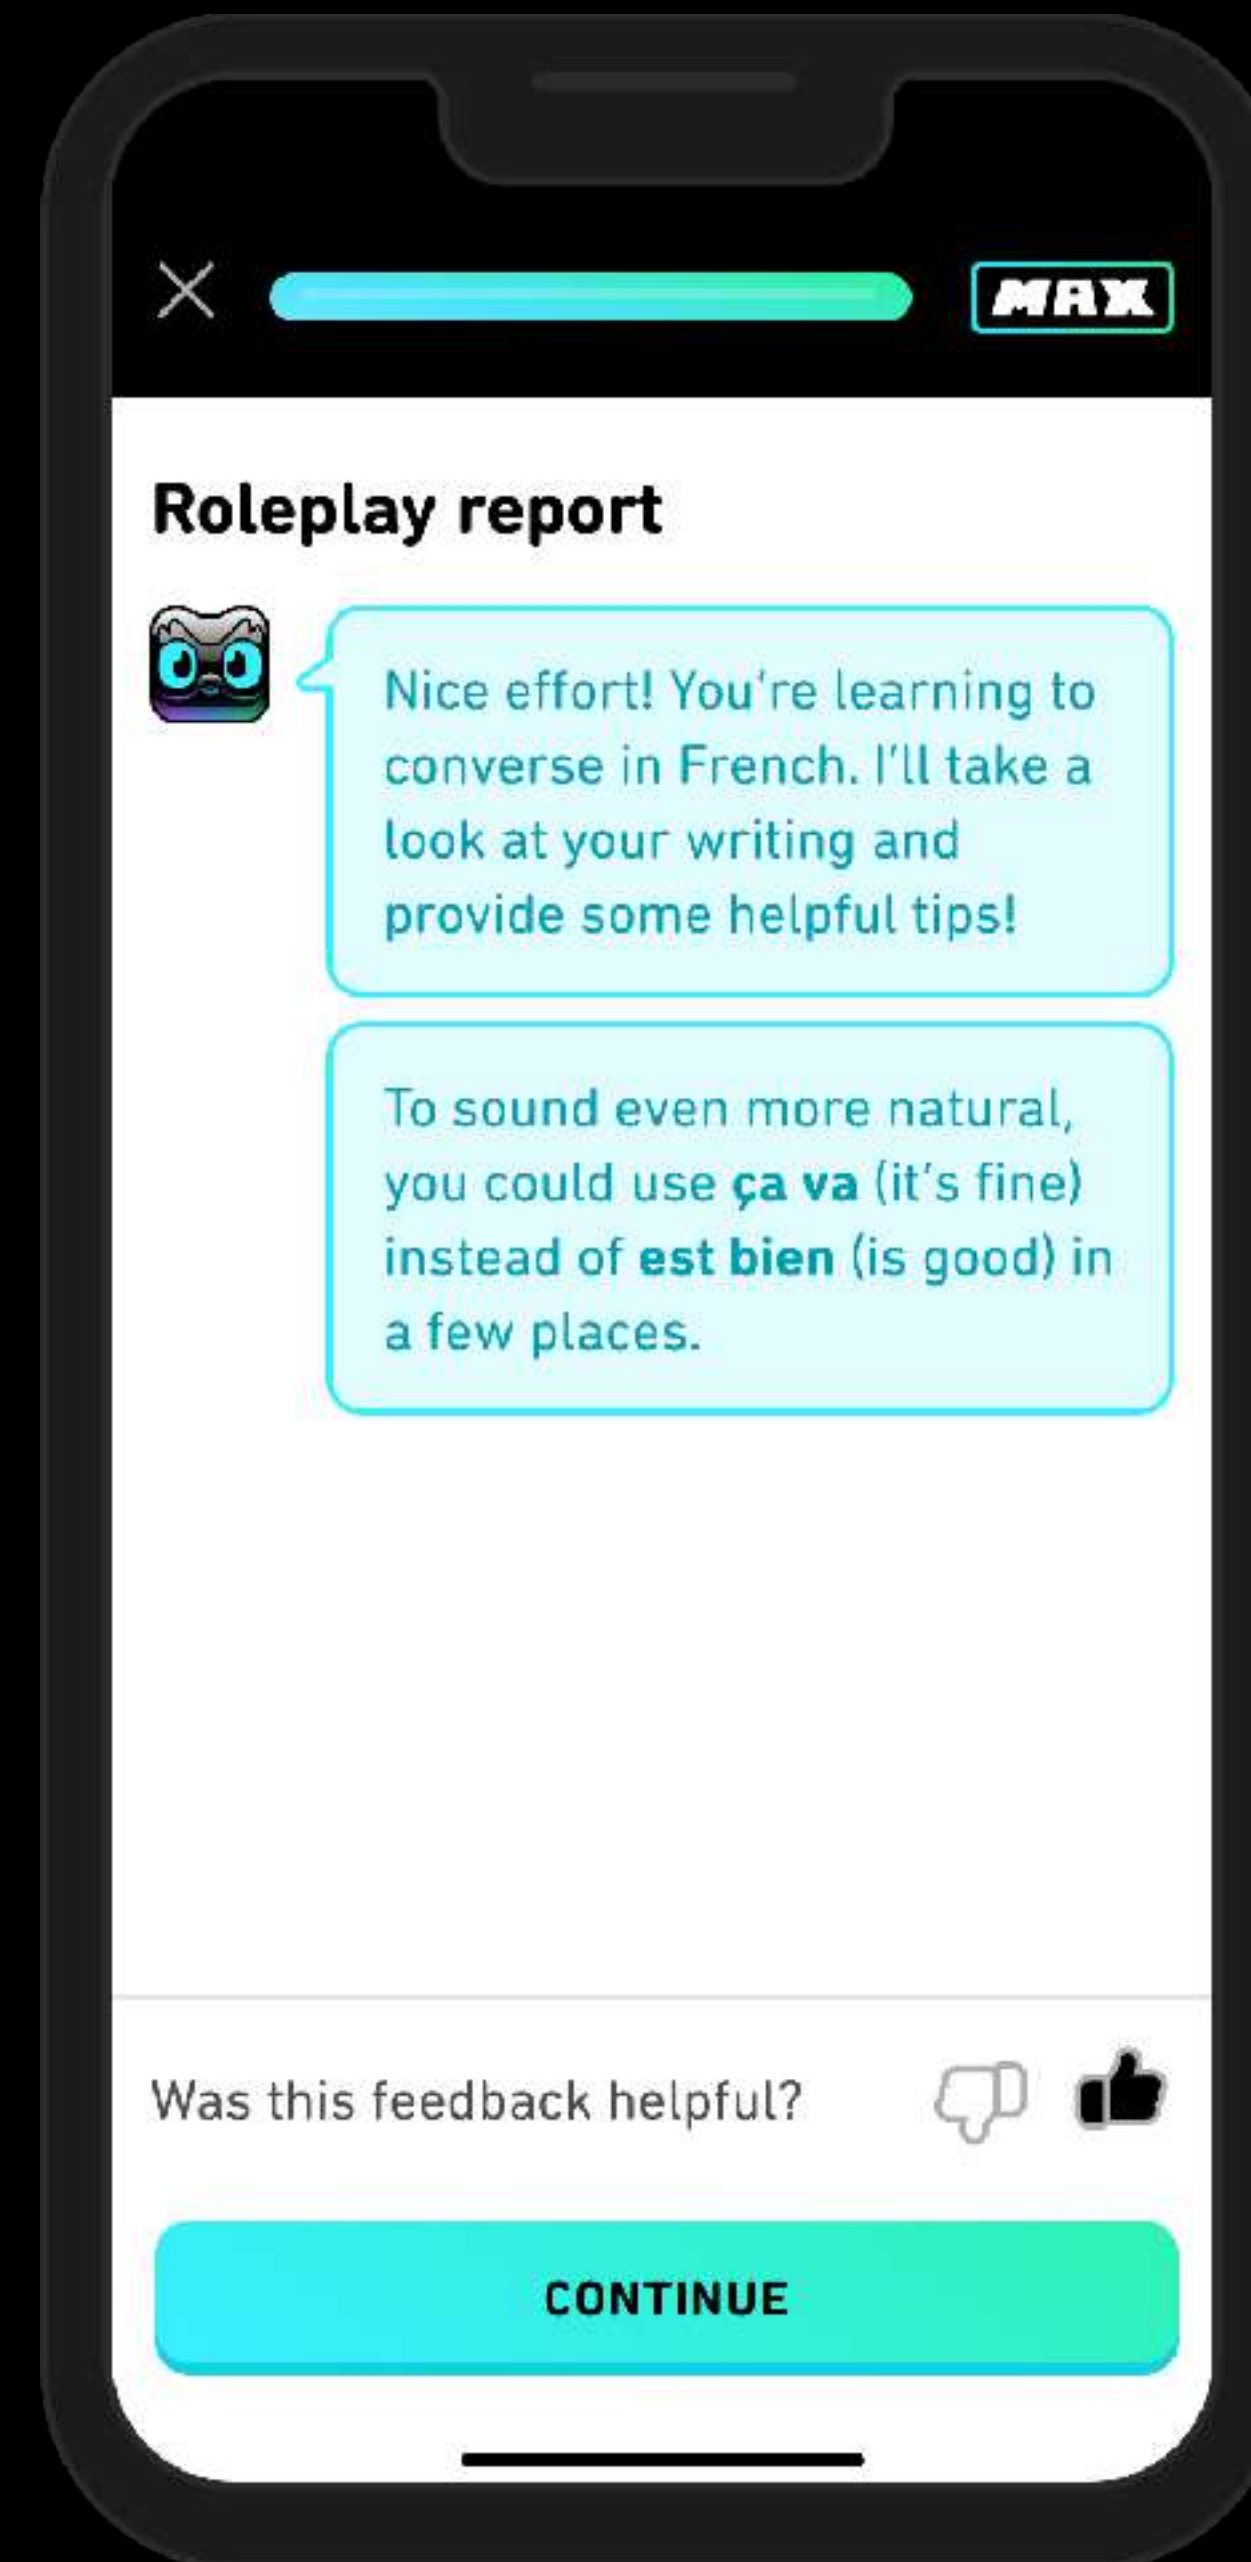 MAX
Roleplay report
Nice effort! You're learning to
converse in French. I'll take a
look at your writing and
provide some helpful tips!
To sound even more natural,
you could use ça va (it's fine)
instead of est bien (is good) in
a few places.
Was this feedback helpful?
CONTINUE